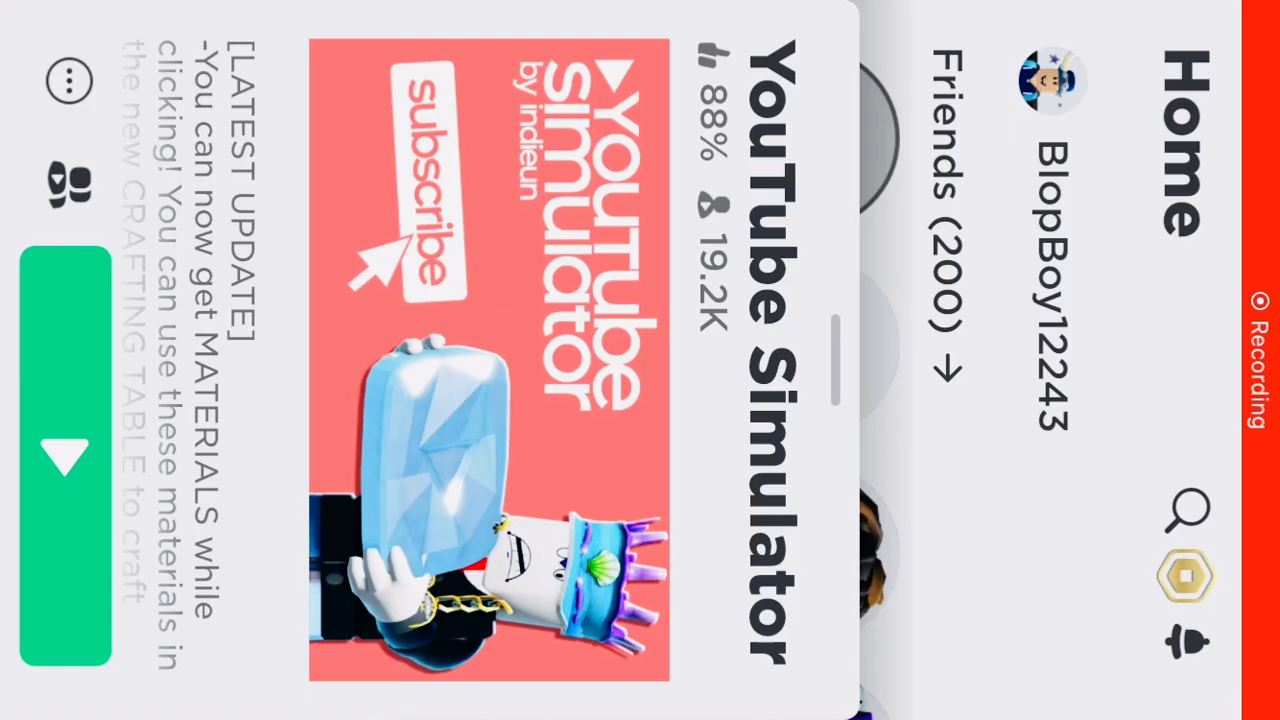 Recording
Home
BlopBoy12243
Friends (200) →
YouTube Simulator
88% 19.2K
YouTube
Simulator
by indieun
subscribe
[LATEST UPDATE]
-You can now get MATERIALS while
clicking! You can use these materials in
the new CRAFTING TABLE to craft